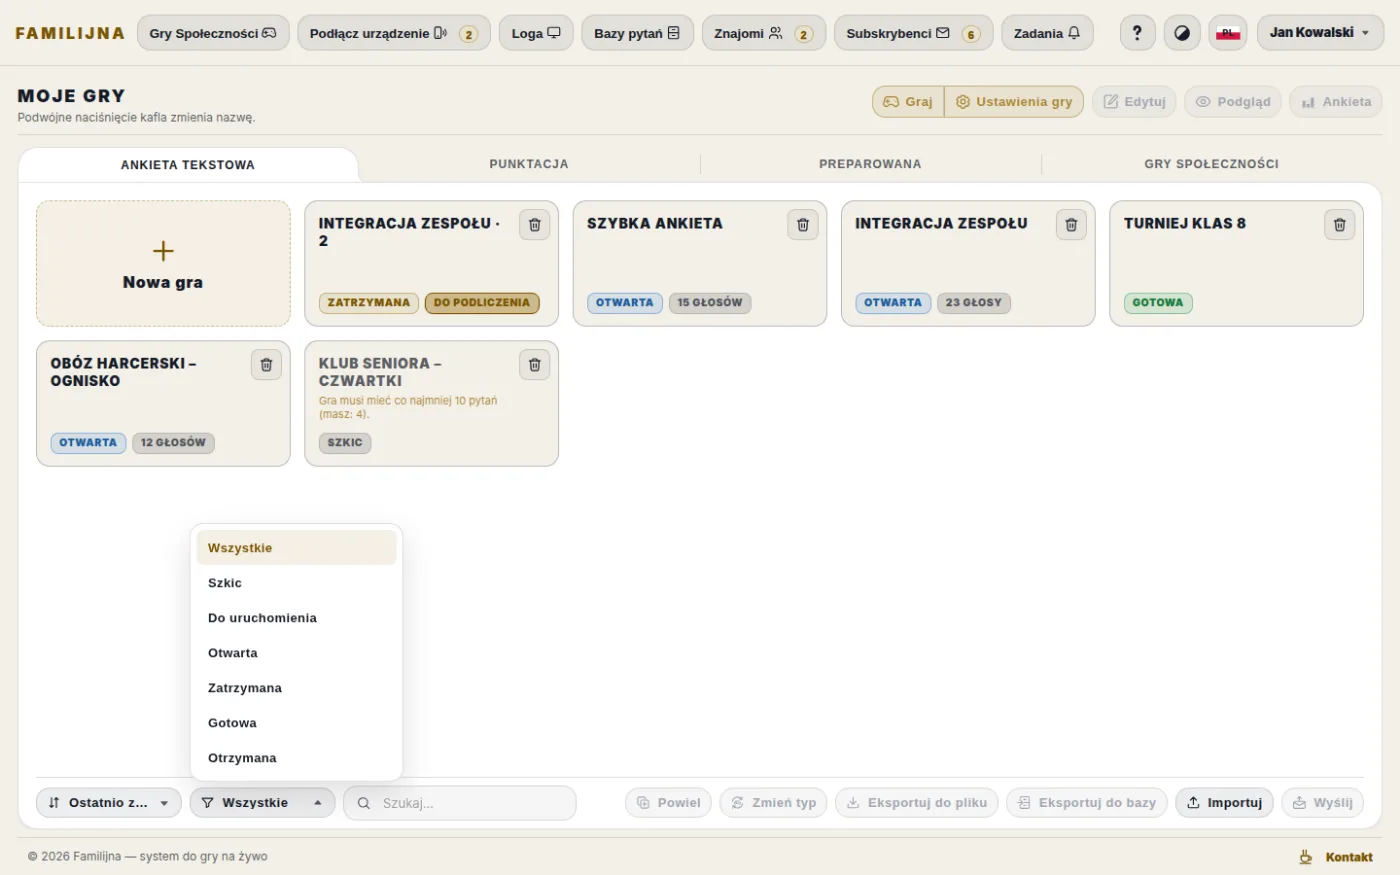 FAMILIJNA
Gry Społeczności
Podłącz urządzenie 2
Loga
Bazy pytań
Znajomi 2
Subskrybenci 6
Zadania
?
PL
Jan Kowalski
MOJE GRY
Podwójne naciśnięcie kafla zmienia nazwę.
Graj
Ustawienia gry
Edytuj
Podgląd
Ankieta
ANKIETA TEKSTOWA
PUNKTACJA
PREPAROWANA
GRY SPOŁECZNOŚCI
Nowa gra
INTEGRACJA ZESPOŁU ·
2
ZATRZYMANA
DO PODLICZENIA
SZYBKA ANKIETA
OTWARTA
15 GŁOSÓW
INTEGRACJA ZESPOŁU
OTWARTA
23 GŁOSY
TURNIEJ KLAS 8
GOTOWA
OBÓZ HARCERSKI –
OGNISKO
OTWARTA
12 GŁOSÓW
KLUB SENIORA –
CZWARTKI
Gra musi mieć co najmniej 10 pytań
(masz: 4).
SZKIC
Wszystkie
Szkic
Do uruchomienia
Otwarta
Zatrzymana
Gotowa
Otrzymana
Ostatnio z...
Wszystkie
Szukaj...
Powiel
Zmień typ
Eksportuj do pliku
Eksportuj do bazy
Importuj
Wyślij
© 2026 Familijna — system do gry na żywo
Kontakt